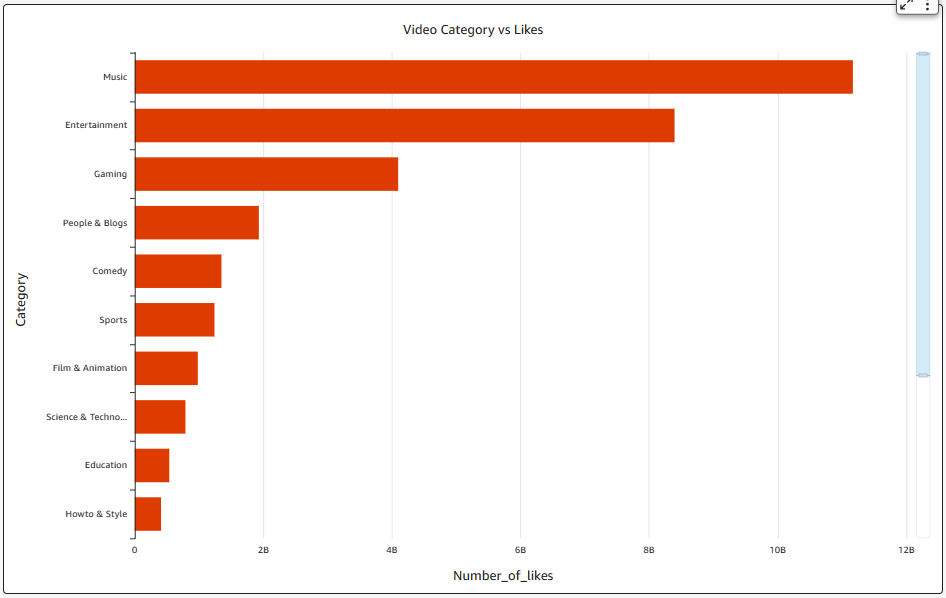 Video Category vs Likes
Music
Entertainment
Gaming
People & Blogs
Comedy
Sports
Film & Animation
Science & Techno...
Education
Howto & Style
Category
0 2B 4B 6B 8B 10B 12B
Number_of_likes